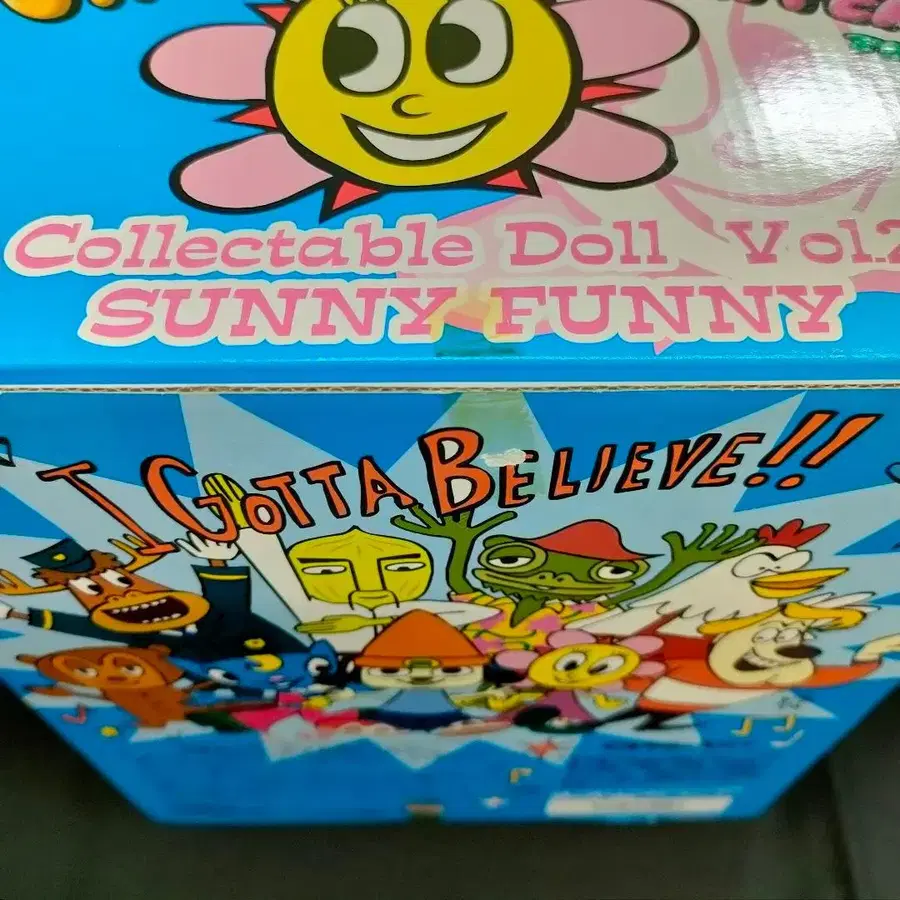 Collectable Doll Vol.2
SUNNY FUNNY
I GOTTA BELIEVE!!